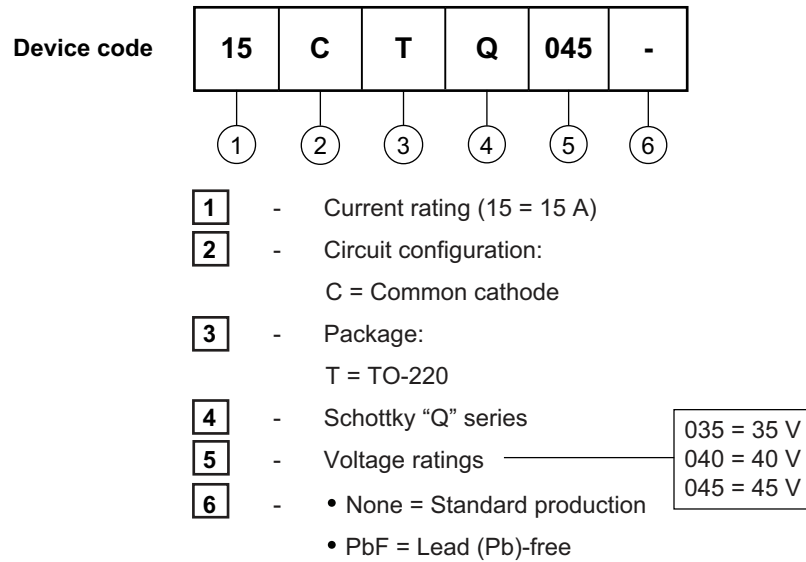 Device code 15 C T Q 045 -
1 2 3 4 5 6
1 - Current rating (15 = 15 A)
2 - Circuit configuration:
C = Common cathode
3 - Package:
T = TO-220
4 - Schottky “Q” series
5 - Voltage ratings
035 = 35 V
040 = 40 V
045 = 45 V
6 - • None = Standard production
• PbF = Lead (Pb)-free